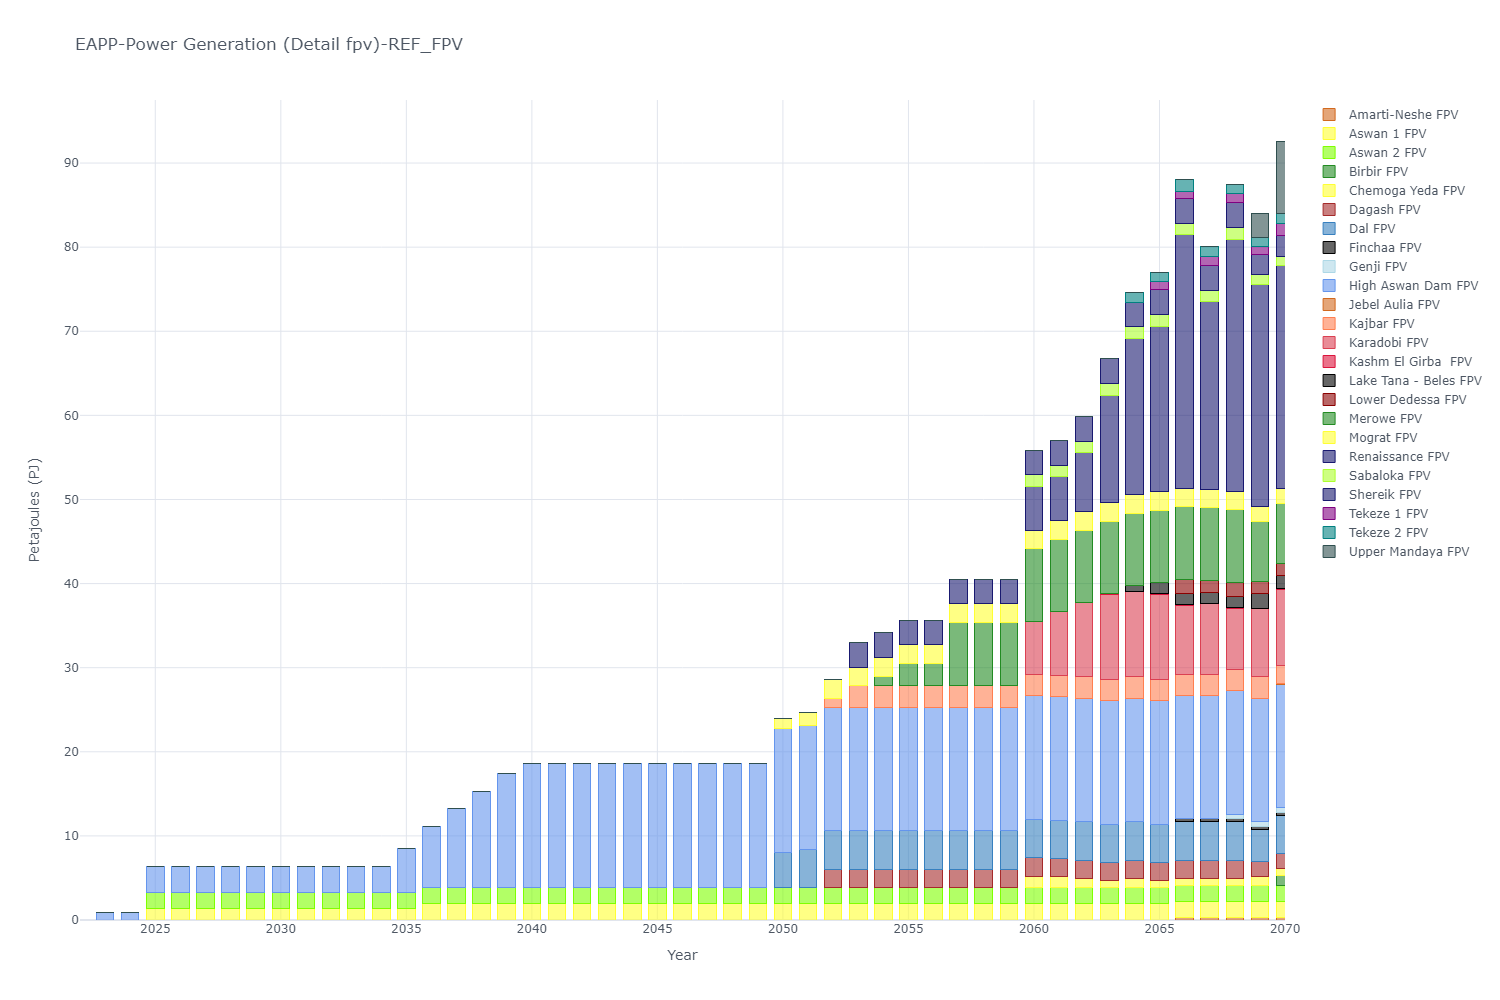 EAPP-Power Generation (Detail fpv)-REF_FPV
Petajoules (PJ)
90
80
70
60
50
40
30
20
10
0
2025
2030
2035
2040
2045
2050
2055
2060
2065
2070
Year
Amarti-Neshe FPV
Aswan 1 FPV
Aswan 2 FPV
Birbir FPV
Chemoga Yeda FPV
Dagash FPV
Dal FPV
Finchaa FPV
Genji FPV
High Aswan Dam FPV
Jebel Aulia FPV
Kajbar FPV
Karadobi FPV
Kashm El Girba  FPV
Lake Tana - Beles FPV
Lower Dedessa FPV
Merowe FPV
Mograt FPV
Renaissance FPV
Sabaloka FPV
Shereik FPV
Tekeze 1 FPV
Tekeze 2 FPV
Upper Mandaya FPV